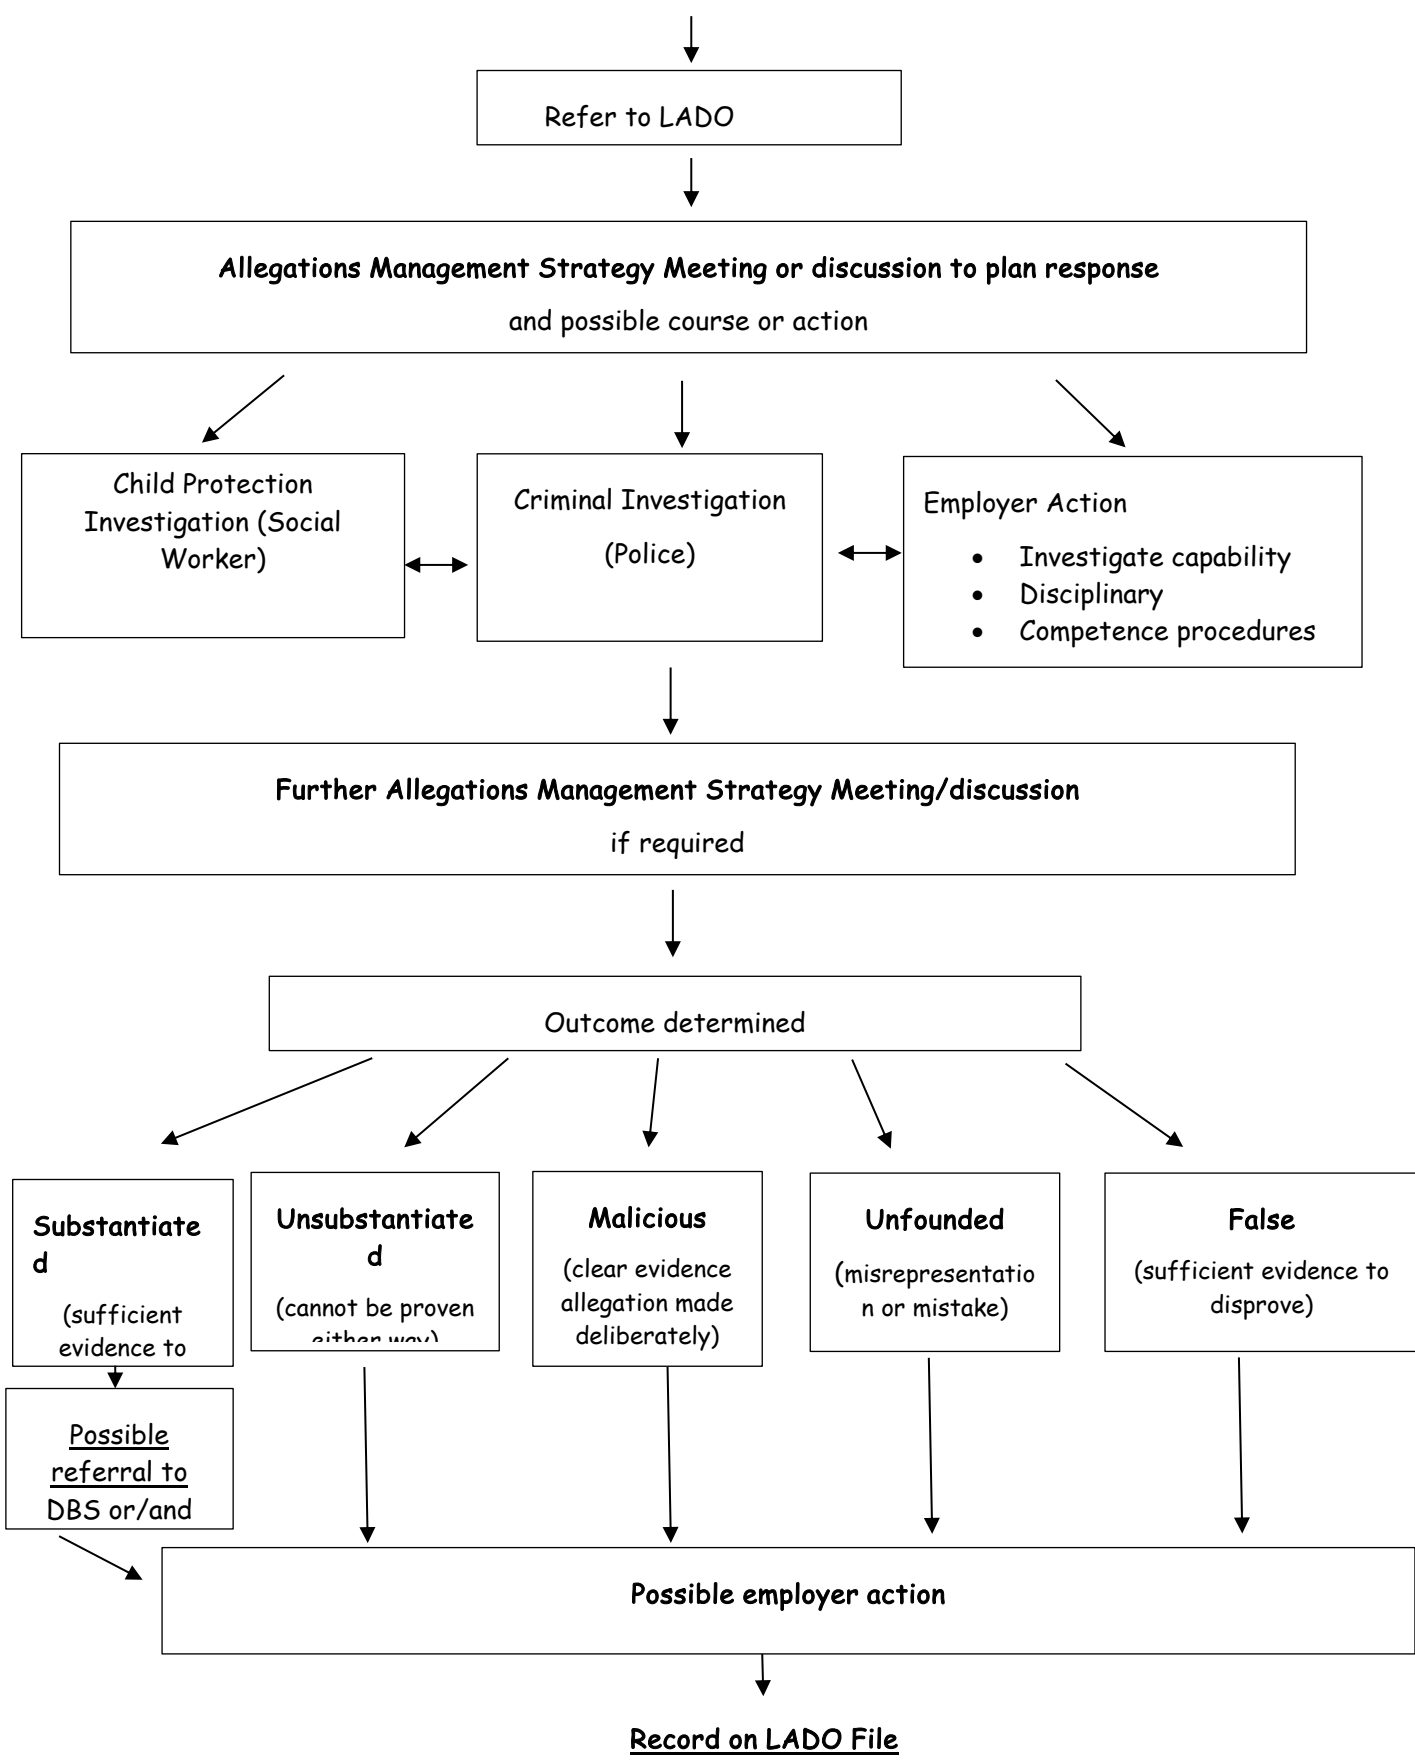 Refer to LADO
Allegations Management Strategy Meeting or discussion to plan response
and possible course or action
Child Protection
Investigation (Social
Worker)
Criminal Investigation
(Police)
Employer Action
• Investigate capability
• Disciplinary
• Competence procedures
Further Allegations Management Strategy Meeting/discussion
if required
Outcome determined
Substantiate
d
(sufficient
evidence to
Unsubstantiate
d
(cannot be proven
either way)
Malicious
(clear evidence
allegation made
deliberately)
Unfounded
(misrepresentatio
n or mistake)
False
(sufficient evidence to
disprove)
Possible
referral to
DBS or/and
Possible employer action
Record on LADO File